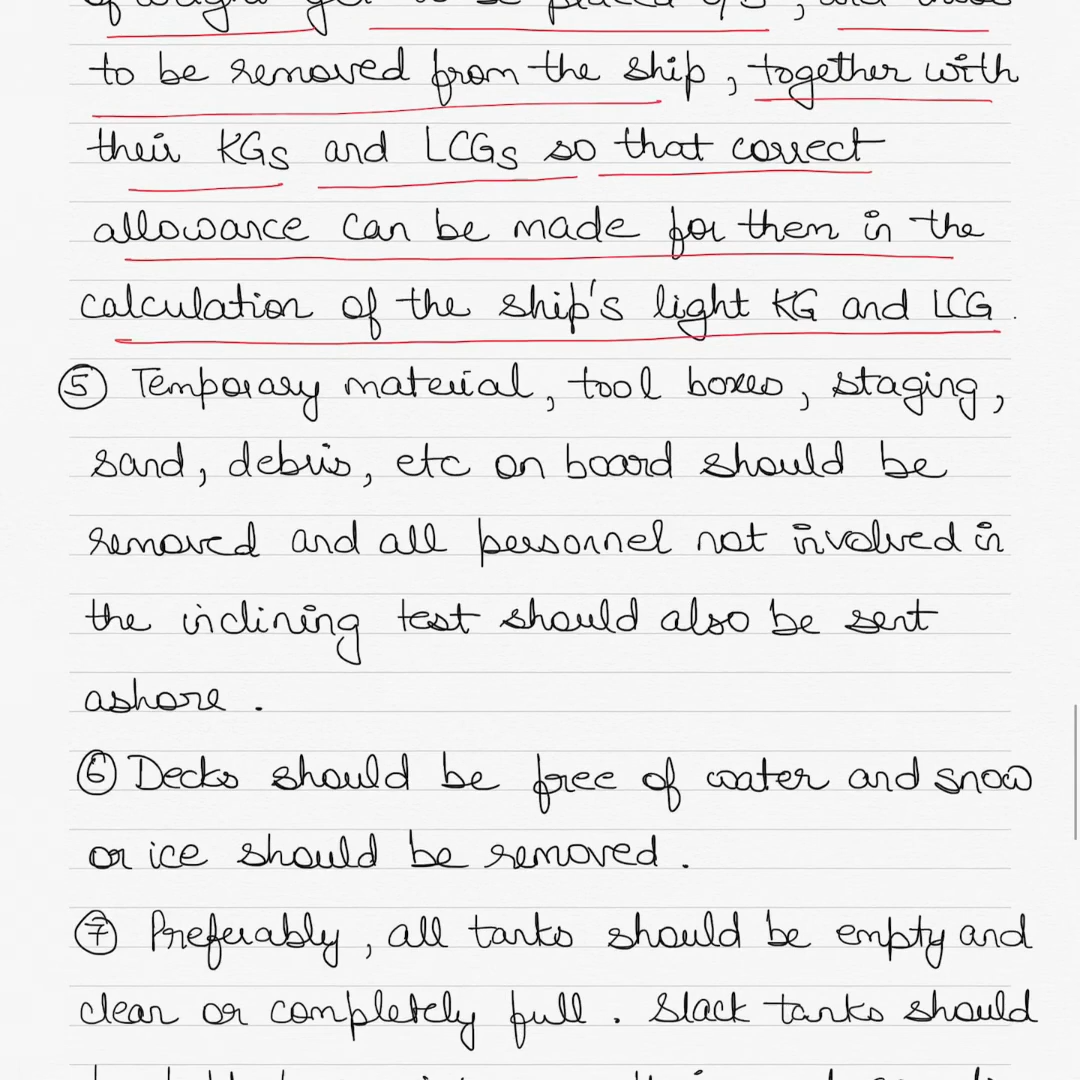 to be removed from the ship, together with
their KGs and LCGs so that correct
allowance can be made for them in the
calculation of the ship's light KG and LCG.
⑤ Temporary material, tool boxes, staging,
sand, debris, etc on board should be
removed and all personnel not involved in
the inclining test should also be sent
ashore.
⑥ Decks should be free of water and snow
or ice should be removed.
⑦ Preferably, all tanks should be empty and
clear or completely full. Slack tanks should